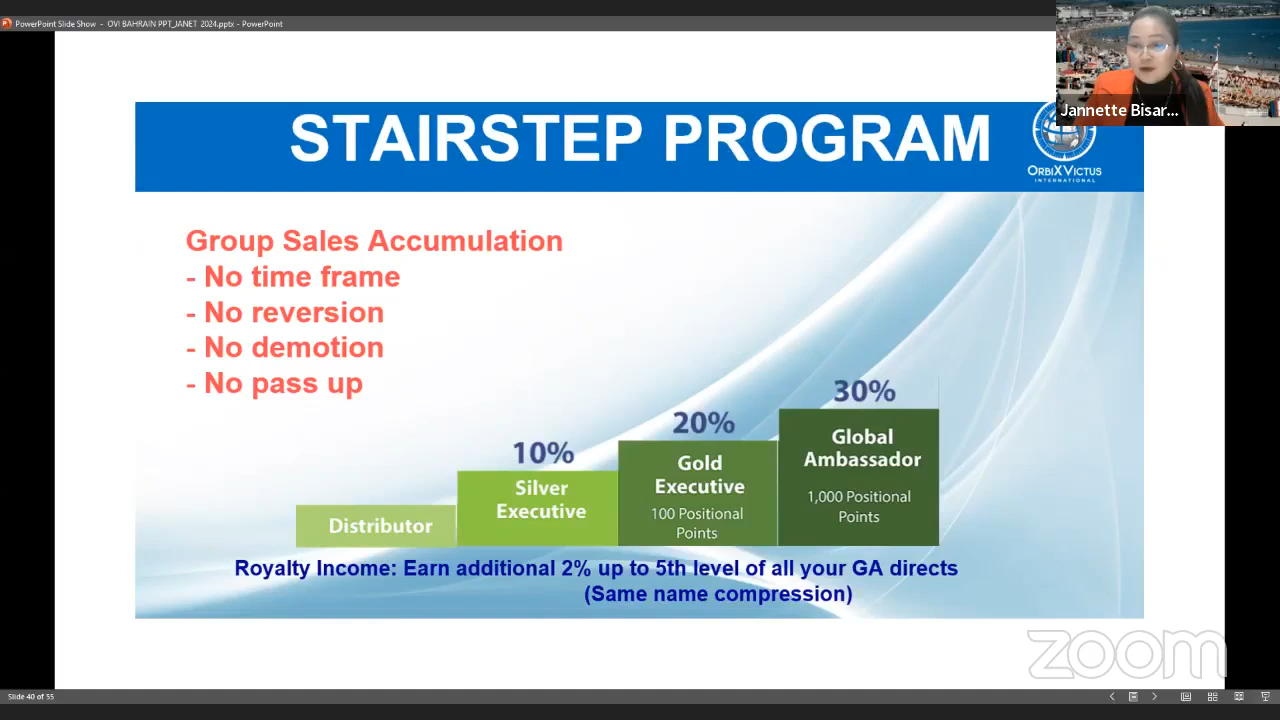 PowerPoint Slide Show - OVI BAHRAIN PPT_JANET 2024.pptx - PowerPoint
Jannette Bisar...
STAIRSTEP PROGRAM
ORBIXVICTUS
INTERNATIONAL
Group Sales Accumulation
- No time frame
- No reversion
- No demotion
- No pass up
30%
20%
10%
Global
Ambassador
1,000 Positional
Points
Gold
Executive
100 Positional
Points
Silver
Executive
Distributor
Royalty Income: Earn additional 2% up to 5th level of all your GA directs
(Same name compression)
zoom
Slide 40 of 55